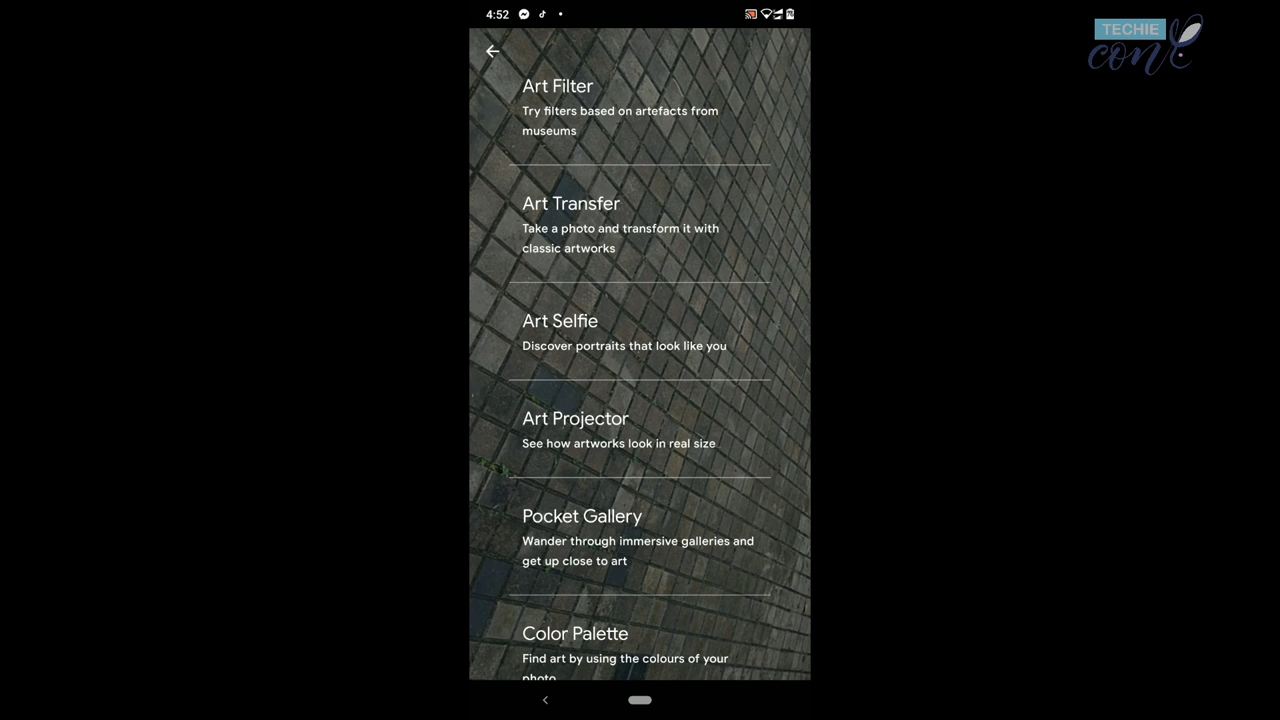 4:52
TECHIE
Art Filter
Try filters based on artefacts from
museums
Art Transfer
Take a photo and transform it with
classic artworks
Art Selfie
Discover portraits that look like you
Art Projector
See how artworks look in real size
Pocket Gallery
Wander through immersive galleries and
get up close to art
Color Palette
Find art by using the colours of your
photo